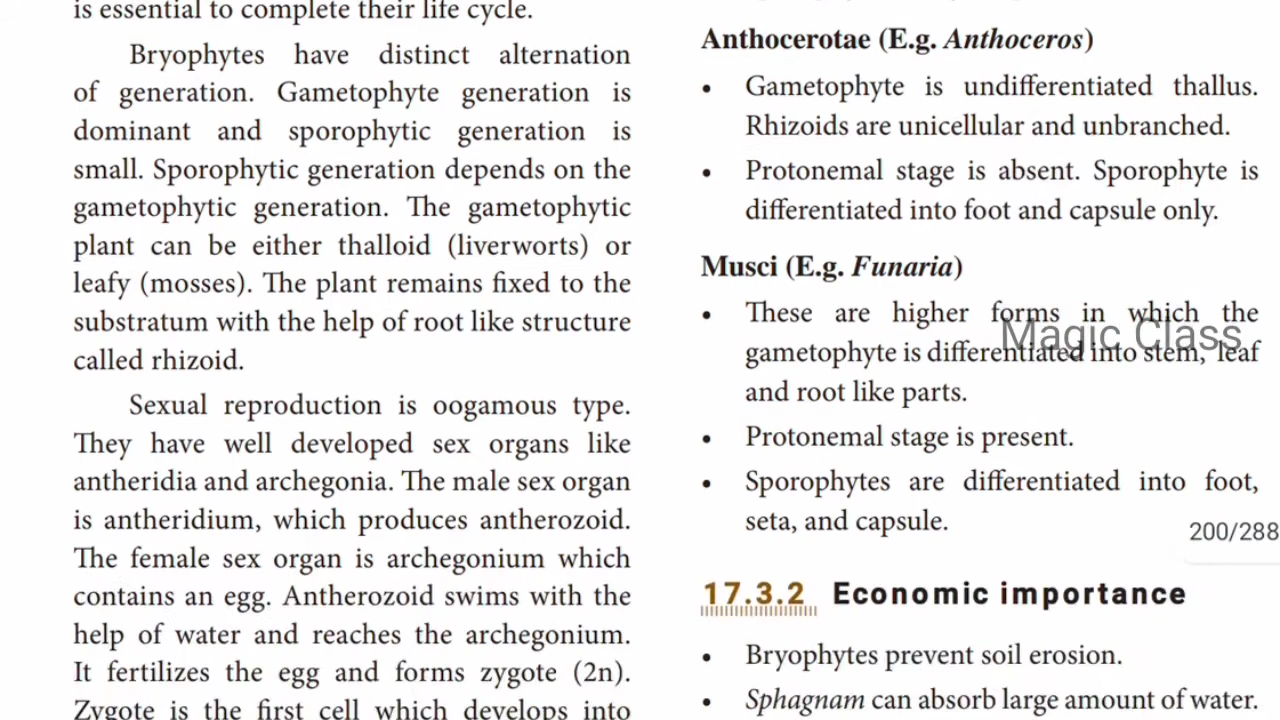 is essential to complete their life cycle.
Bryophytes have distinct alternation
of generation. Gametophyte generation is
dominant and sporophytic generation is
small. Sporophytic generation depends on the
gametophytic generation. The gametophytic
plant can be either thalloid (liverworts) or
leafy (mosses). The plant remains fixed to the
substratum with the help of root like structure
called rhizoid.
Sexual reproduction is oogamous type.
They have well developed sex organs like
antheridia and archegonia. The male sex organ
is antheridium, which produces antherozoid.
The female sex organ is archegonium which
contains an egg. Antherozoid swims with the
help of water and reaches the archegonium.
It fertilizes the egg and forms zygote (2n).
Zygote is the first cell which develops into
Anthocerotae (E.g. Anthoceros)
• Gametophyte is undifferentiated thallus.
Rhizoids are unicellular and unbranched.
• Protonemal stage is absent. Sporophyte is
differentiated into foot and capsule only.
Musci (E.g. Funaria)
• These are higher forms in which the
gametophyte is differentiated into stem, leaf
and root like parts.
Magic Class
• Protonemal stage is present.
• Sporophytes are differentiated into foot,
seta, and capsule.
200/288
17.3.2 Economic importance
• Bryophytes prevent soil erosion.
• Sphagnam can absorb large amount of water.